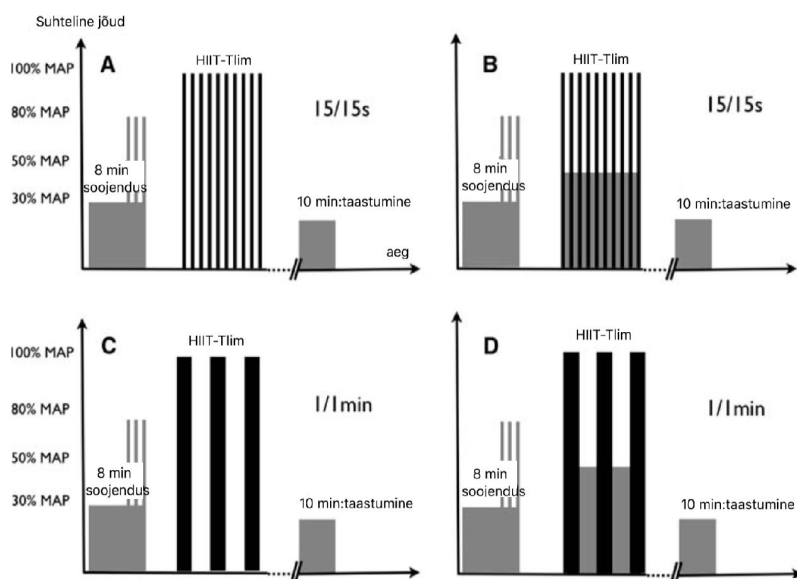 Suhteline jõud
A
HIIT-Tlim
100% MAP
80% MAP
50% MAP
30% MAP
15/15s
8 min
soojendus
10 min:taastumine
aeg
B
HIIT-Tlim
15/15s
8 min
soojendus
10 min:taastumine
C
HIIT-Tlim
100% MAP
80% MAP
50% MAP
30% MAP
1/1min
8 min
soojendus
10 min:taastumine
D
HIIT-Tlim
1/1min
8 min
soojendus
10 min:taastumine